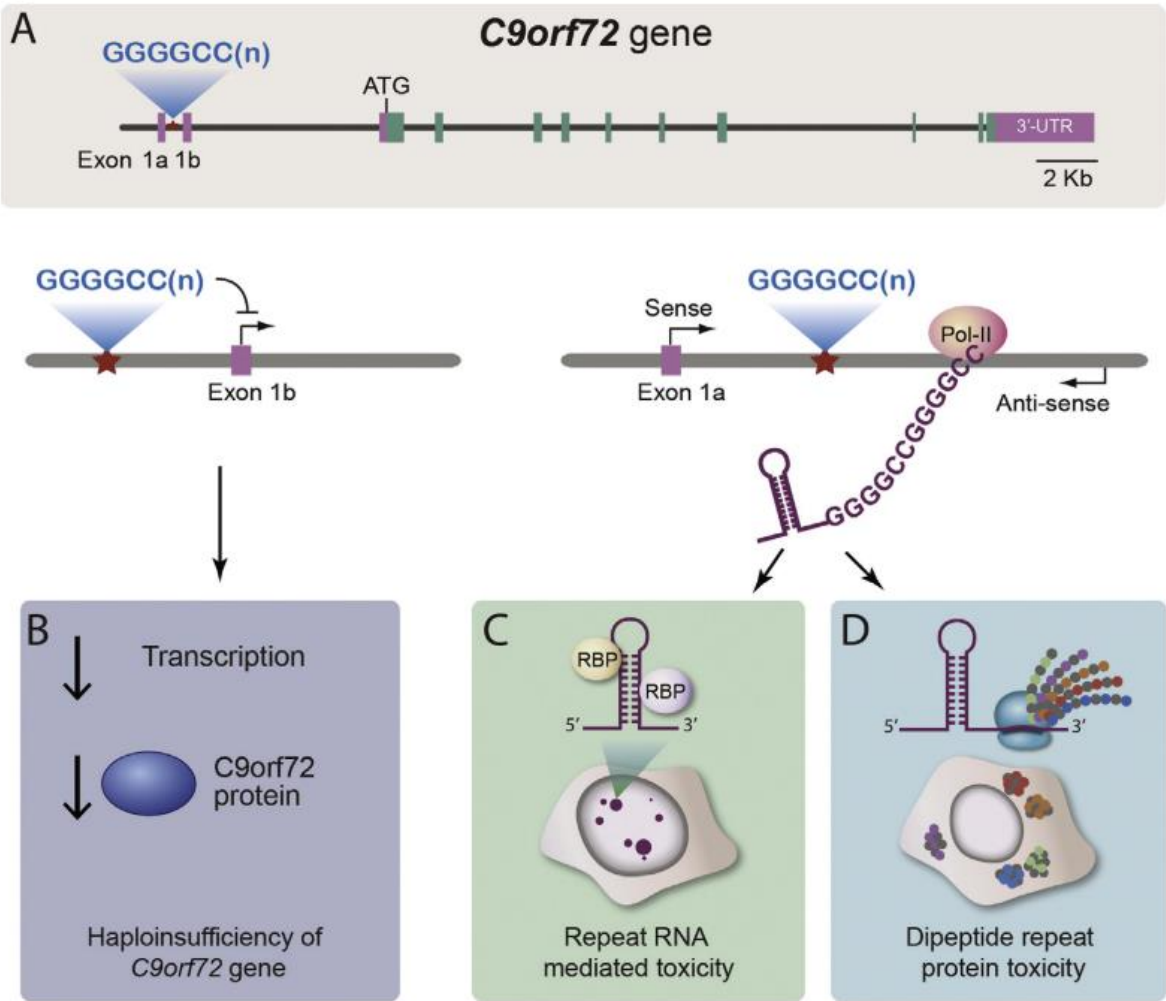 A
C9orf72 gene
GGGGCC(n)
ATG
3'-UTR
Exon 1a 1b
2 Kb
GGGGCC(n)
Exon 1b
GGGGCC(n)
Sense
Pol-II
Exon 1a
Anti-sense
GGGGCCGGGGCC
B
Transcription
C9orf72
protein
Haploinsufficiency of
C9orf72 gene
C
RBP
RBP
5'
3'
Repeat RNA
mediated toxicity
D
5'
3'
Dipeptide repeat
protein toxicity